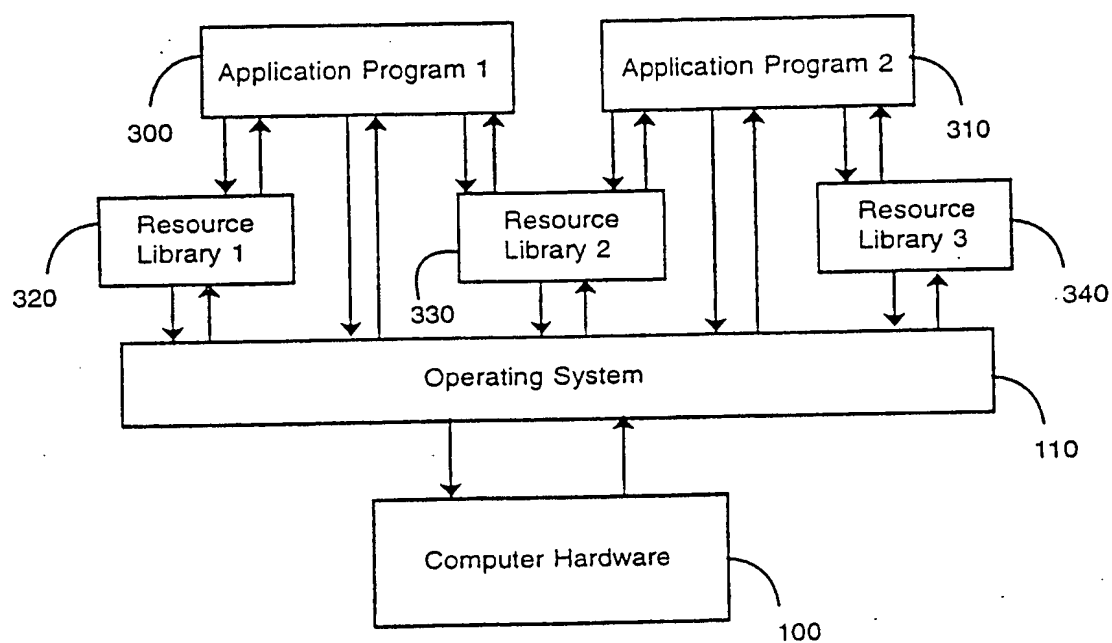 Application Program 1
Application Program 2
300
310
Resource
Library 1
Resource
Library 2
Resource
Library 3
320
330
340
Operating System
110
Computer Hardware
100